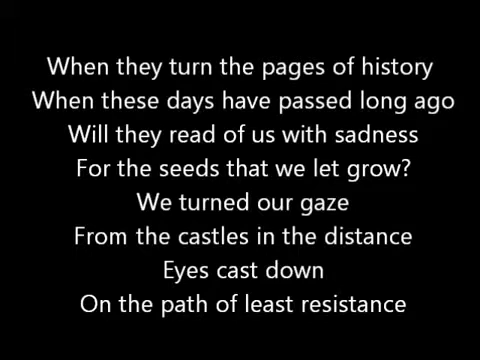 When they turn the pages of history
When these days have passed long ago
Will they read of us with sadness
For the seeds that we let grow?
We turned our gaze
From the castles in the distance
Eyes cast down
On the path of least resistance